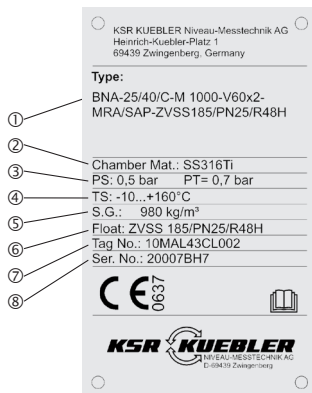 KSR KUEBLER Niveau-Messtechnik AG
Heinrich-Kuebler-Platz 1
69439 Zwingenberg, Germany
Type:
① BNA-25/40/C-M 1000-V60x2-
MRA/SAP-ZVSS185/PN25/R48H
② Chamber Mat.: SS316Ti
③ PS: 0,5 bar PT= 0,7 bar
④ TS: -10...+160°C
⑤ S.G.: 980 kg/m³
⑥ Float: ZVSS 185/PN25/R48H
⑦ Tag No.: 10MAL43CL002
⑧ Ser. No.: 20007BH7
CE 0637
KSR KUEBLER
NIVEAU-MESSTECHNIK AG
D-69439 Zwingenberg